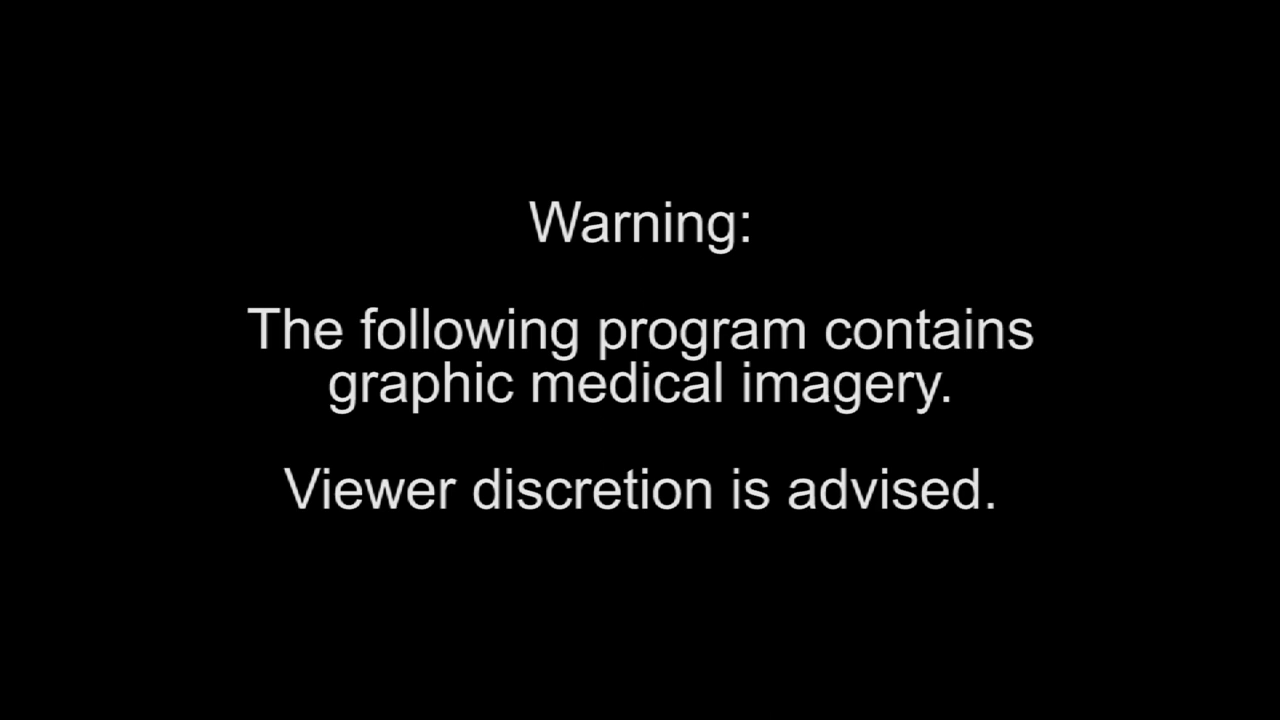 Warning:
The following program contains
graphic medical imagery.
Viewer discretion is advised.